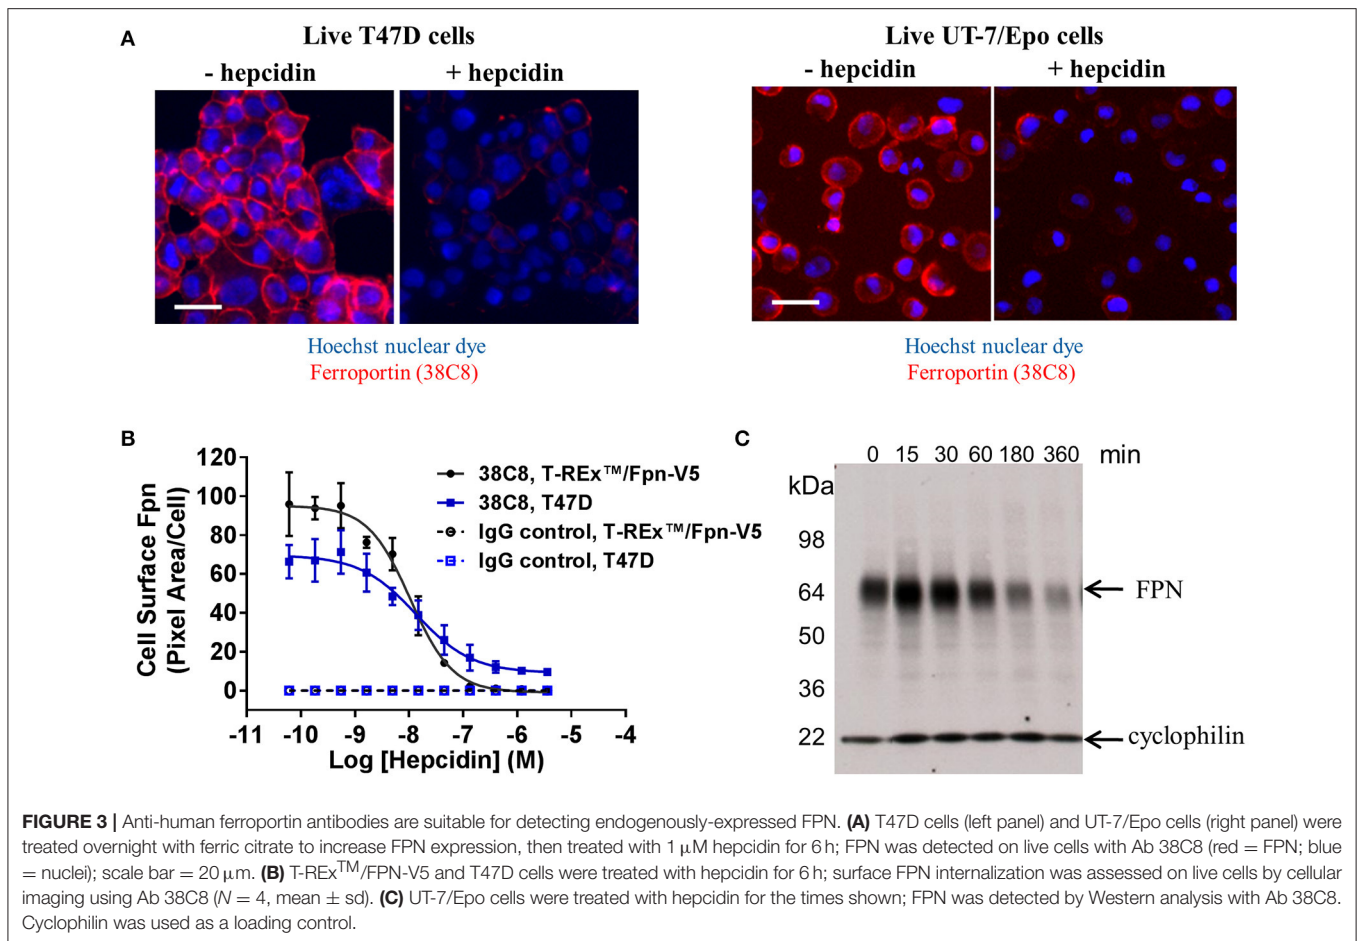 A
Live T47D cells
- hepcidin
+ hepcidin
Hoechst nuclear dye
Ferroportin (38C8)
Live UT-7/Epo cells
- hepcidin
+ hepcidin
Hoechst nuclear dye
Ferroportin (38C8)
B
Cell Surface Fpn
(Pixel Area/Cell)
120
100
80
60
40
20
0
-11 -10 -9 -8 -7 -6 -5 -4
Log [Hepcidin] (M)
38C8, T-REx™/Fpn-V5
38C8, T47D
IgG control, T-REx™/Fpn-V5
IgG control, T47D
C
0 15 30 60 180 360 min
kDa
98
64
50
36
22
FPN
cyclophilin
FIGURE 3 | Anti-human ferroportin antibodies are suitable for detecting endogenously-expressed FPN. (A) T47D cells (left panel) and UT-7/Epo cells (right panel) were
treated overnight with ferric citrate to increase FPN expression, then treated with 1 μM hepcidin for 6 h; FPN was detected on live cells with Ab 38C8 (red = FPN; blue
= nuclei); scale bar = 20 μm. (B) T-REx™/FPN-V5 and T47D cells were treated with hepcidin for 6 h; surface FPN internalization was assessed on live cells by cellular
imaging using Ab 38C8 (N = 4, mean ± sd). (C) UT-7/Epo cells were treated with hepcidin for the times shown; FPN was detected by Western analysis with Ab 38C8.
Cyclophilin was used as a loading control.